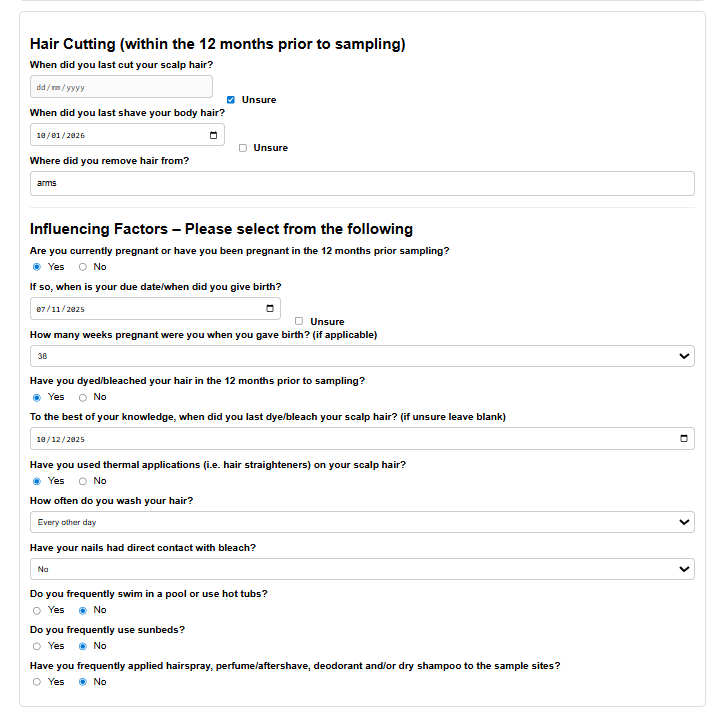 Hair Cutting (within the 12 months prior to sampling)
When did you last cut your scalp hair?
dd/mm/yyyy
Unsure
When did you last shave your body hair?
10/01/2026
Unsure
Where did you remove hair from?
arms
Influencing Factors – Please select from the following
Are you currently pregnant or have you been pregnant in the 12 months prior sampling?
Yes No
If so, when is your due date/when did you give birth?
07/11/2025
Unsure
How many weeks pregnant were you when you gave birth? (if applicable)
38
Have you dyed/bleached your hair in the 12 months prior to sampling?
Yes No
To the best of your knowledge, when did you last dye/bleach your scalp hair? (if unsure leave blank)
10/12/2025
Have you used thermal applications (i.e. hair straighteners) on your scalp hair?
Yes No
How often do you wash your hair?
Every other day
Have your nails had direct contact with bleach?
No
Do you frequently swim in a pool or use hot tubs?
Yes No
Do you frequently use sunbeds?
Yes No
Have you frequently applied hairspray, perfume/aftershave, deodorant and/or dry shampoo to the sample sites?
Yes No